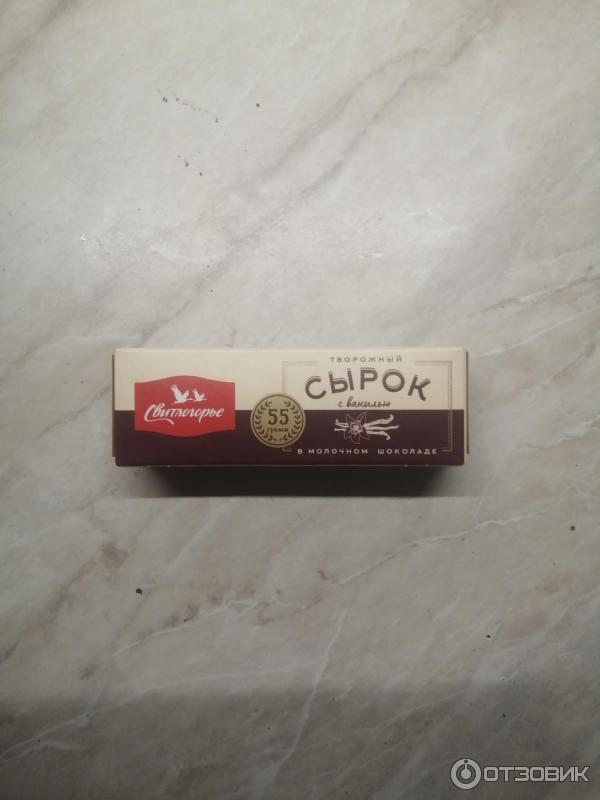 Свитлогорье
55
грамм
ТВОРОЖНЫЙ
СЫРОК
с ванилью
В МОЛОЧНОМ ШОКОЛАДЕ
ОТЗОВИК